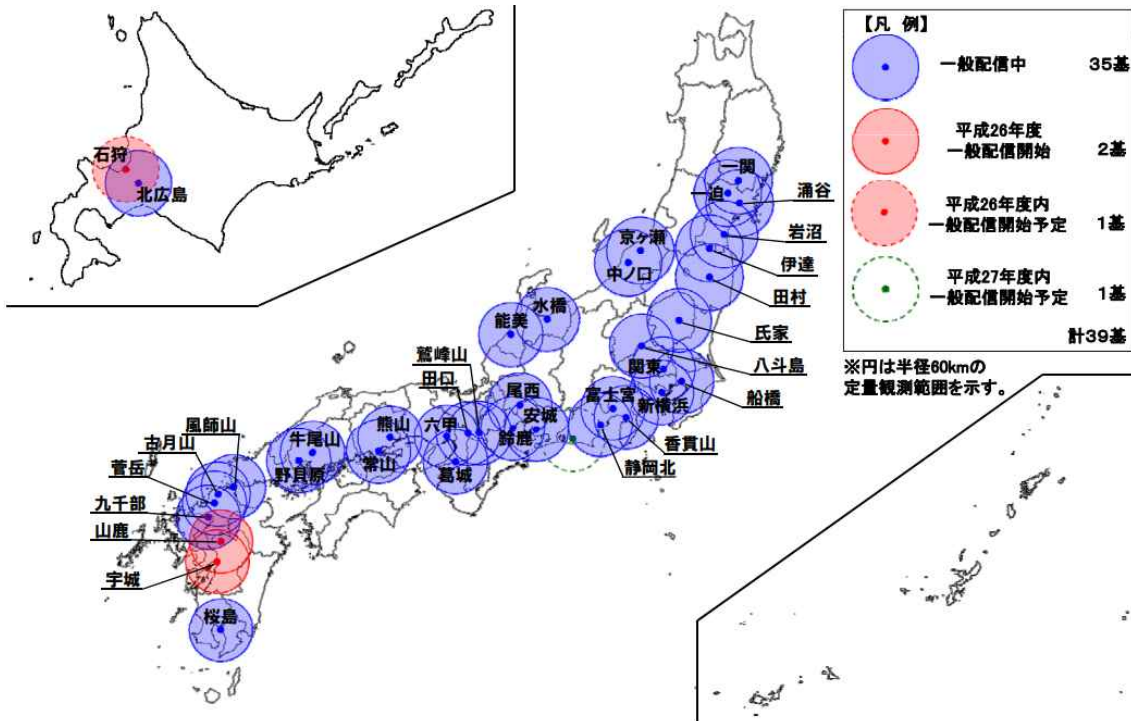 石狩
北広島
一関
一迫
涌谷
岩沼
京ヶ瀬
伊達
中ノ口
田村
水橋
能美
氏家
鷲峰山
八斗島
田口
関東
尾西
富士宮
船橋
風師山
熊山
六甲
安城
新横浜
古月山
牛尾山
鈴鹿
香貫山
菅岳
野貝原
常山
葛城
静岡北
九千部
山鹿
宇城
桜島
【凡 例】
一般配信中 35基
平成26年度
一般配信開始 2基
平成26年度内
一般配信開始予定 1基
平成27年度内
一般配信開始予定 1基
計39基
※円は半径60kmの
定量観測範囲を示す。